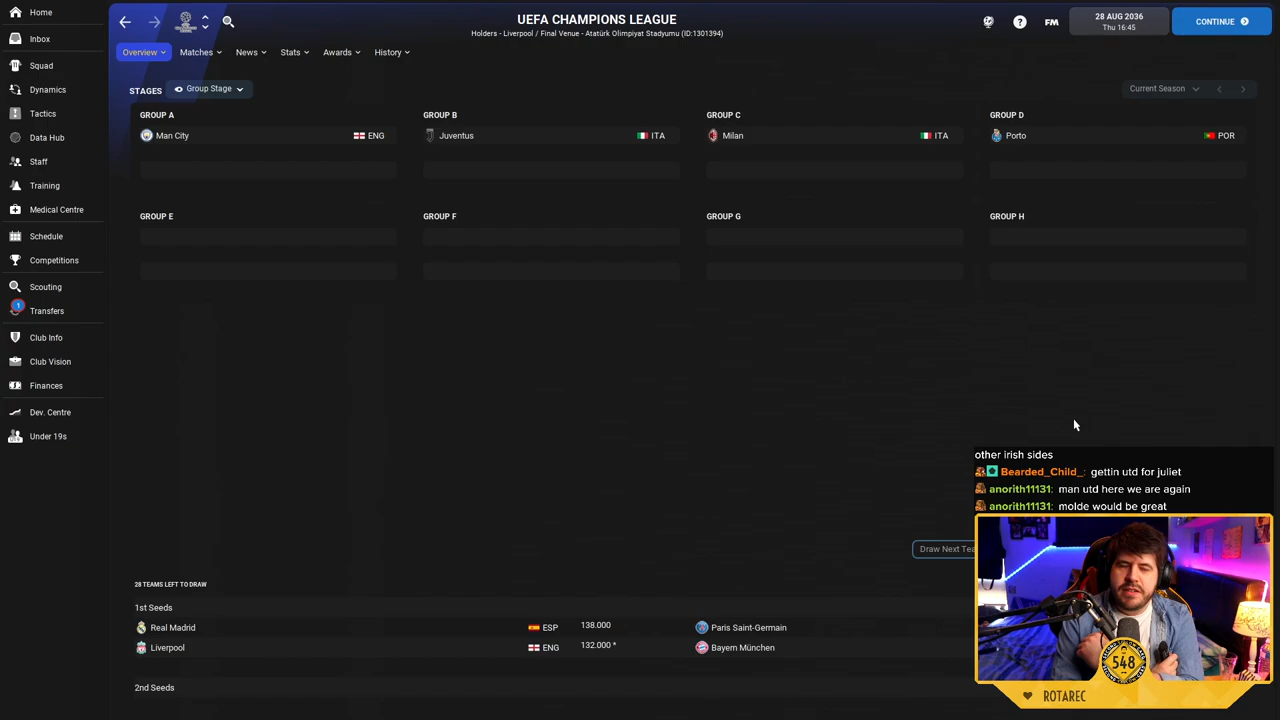 Home
Inbox
Squad
Dynamics
Tactics
Data Hub
Staff
Training
Medical Centre
Schedule
Competitions
Scouting
1
Transfers
Club Info
Club Vision
Finances
Dev. Centre
Under 19s
UEFA CHAMPIONS LEAGUE
Holders - Liverpool / Final Venue - Atatürk Olimpiyat Stadyumu (ID:1301394)
FM
28 AUG 2036
Thu 16:45
CONTINUE
Overview Matches News Stats Awards History
STAGES Group Stage Current Season
GROUP A GROUP B GROUP C GROUP D
Man City ENG Juventus ITA Milan ITA Porto POR
GROUP E GROUP F GROUP G GROUP H
Draw Next Tea
28 TEAMS LEFT TO DRAW
1st Seeds
Real Madrid ESP 138.000 Paris Saint-Germain
Liverpool ENG 132.000 * Bayern München
2nd Seeds
other irish sides
Bearded_Child_: gettin utd for juliet
anorith11131: man utd here we are again
anorith11131: molde would be great
548
ROTAREC